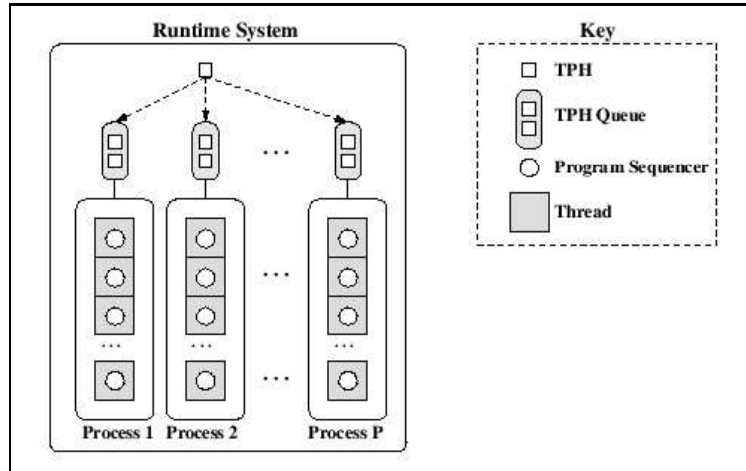 Runtime System
Key
TPH
TPH Queue
Program Sequencer
Thread
. . .
. . .
... ... ...
. . .
Process 1 Process 2 Process P